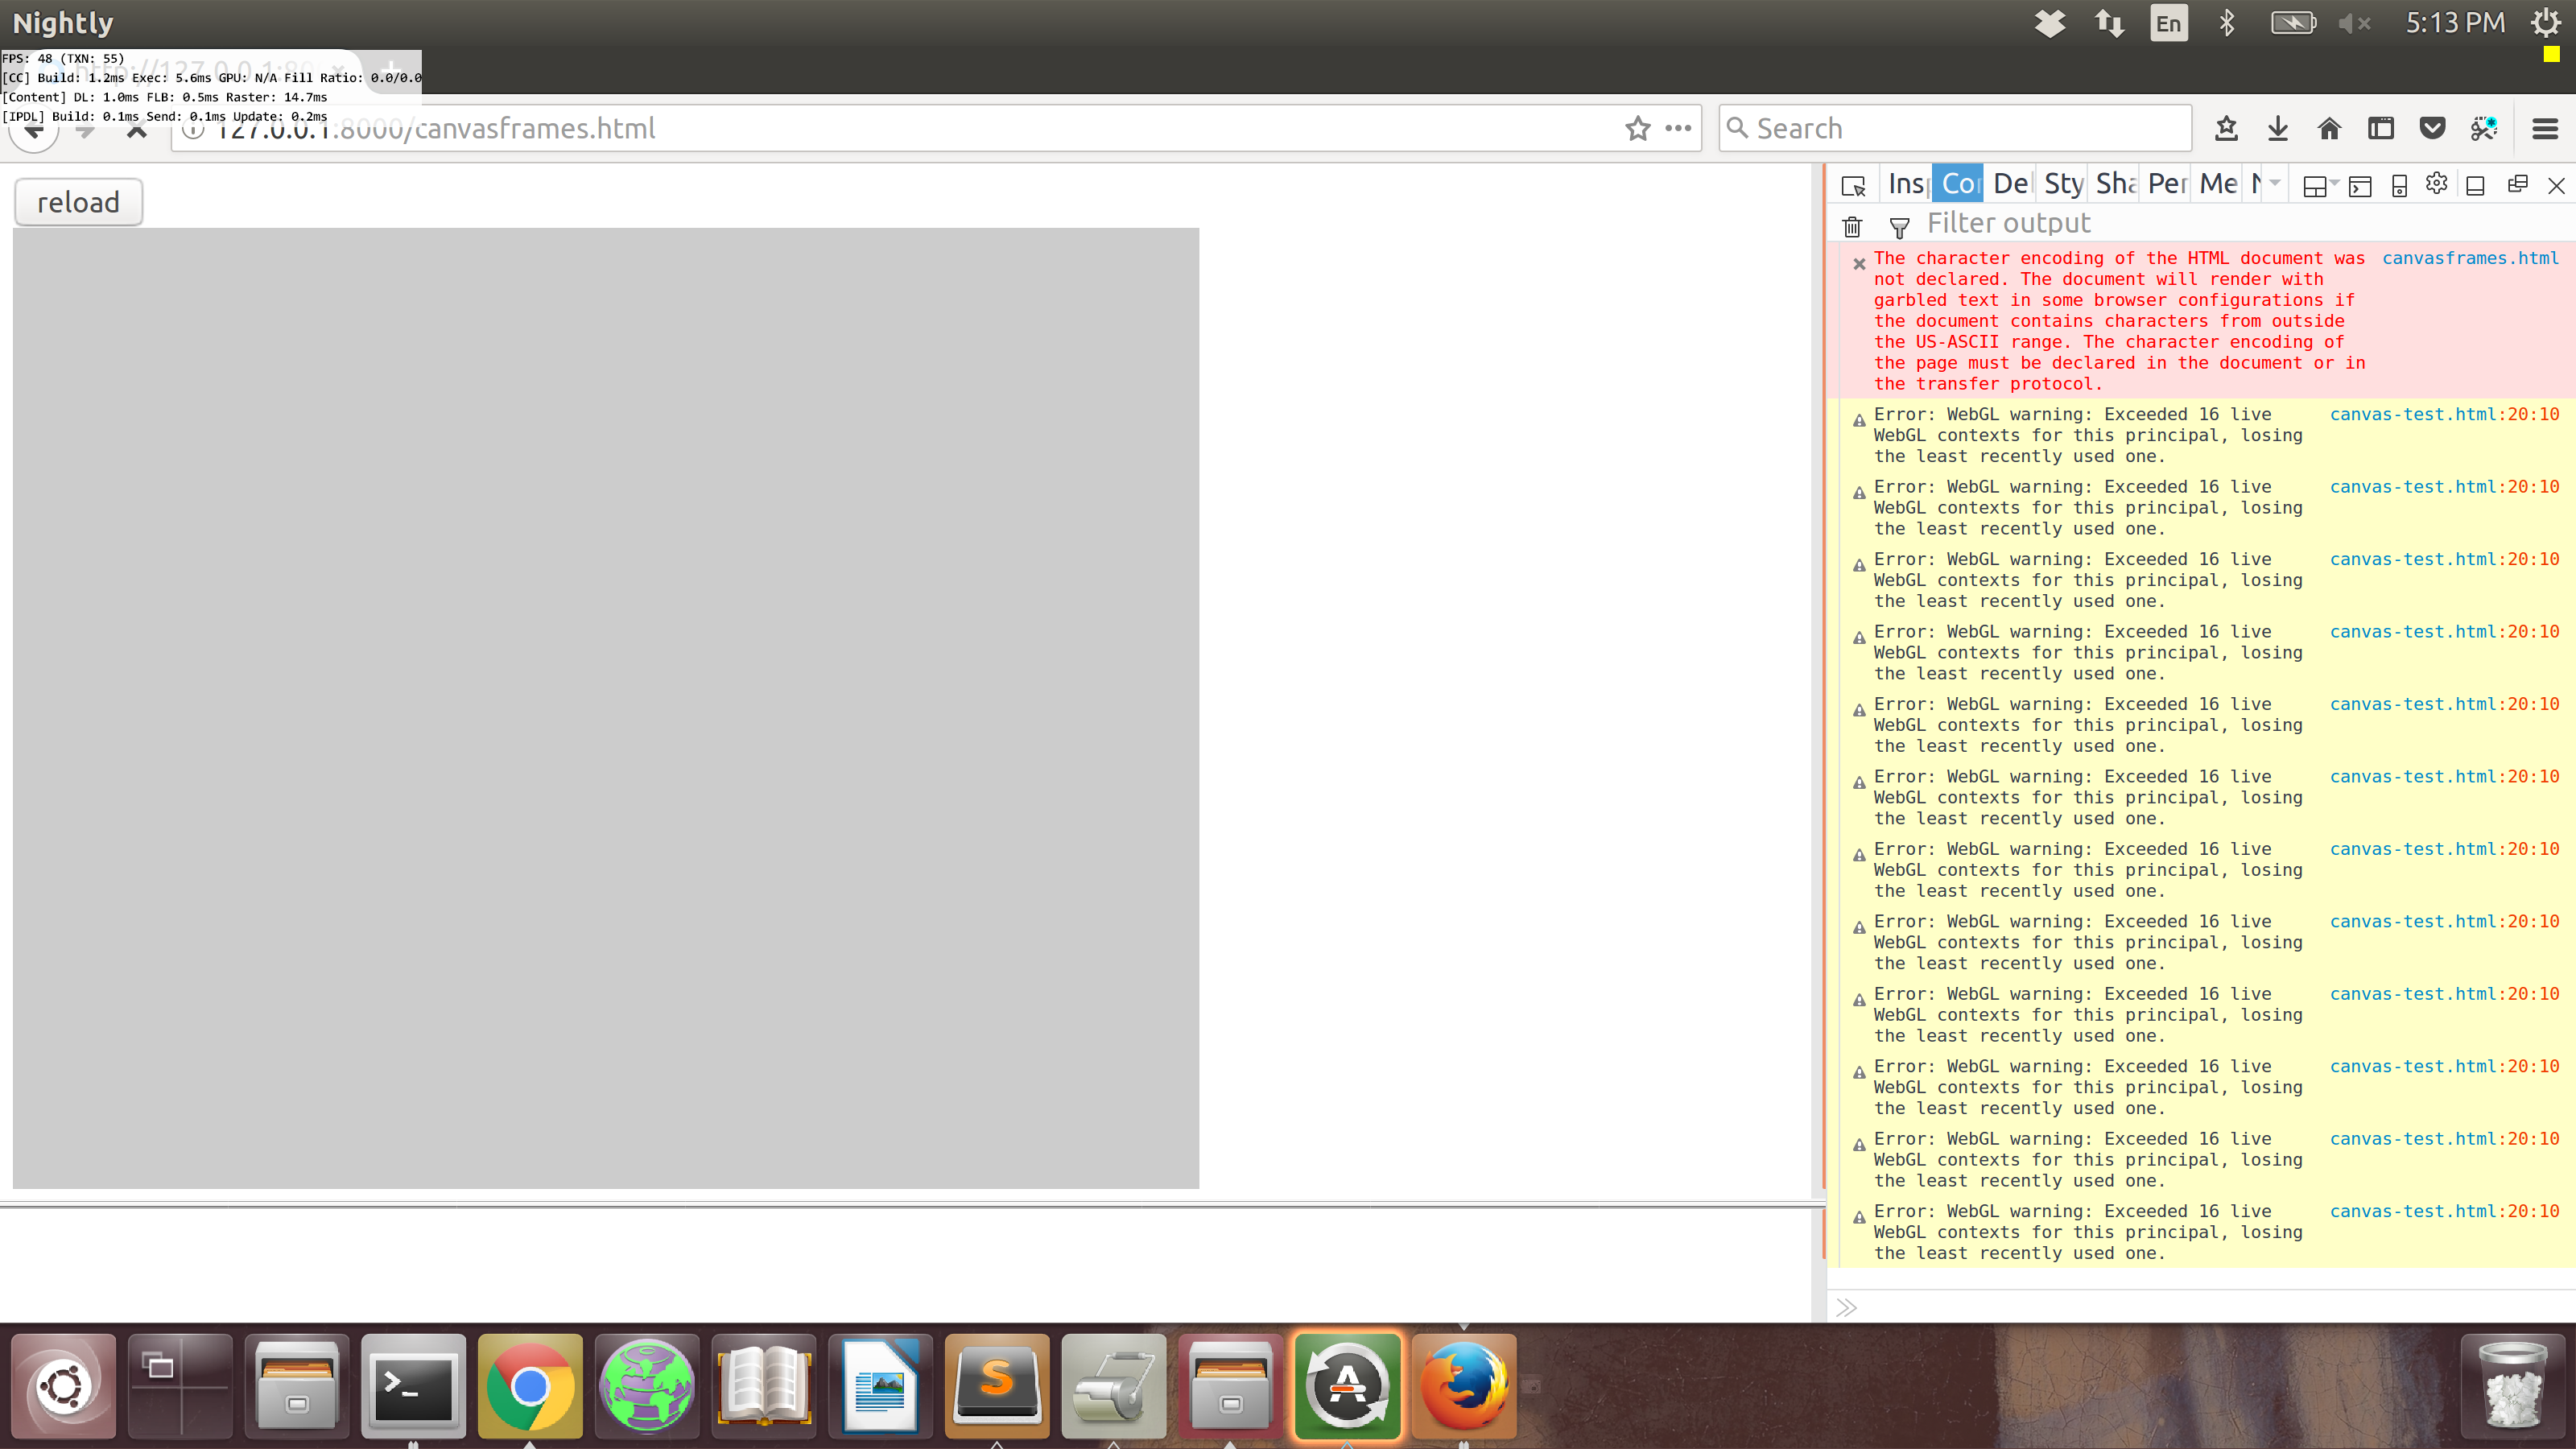 Nightly
En
5:13 PM
FPS: 48 (TXN: 55)
[CC] Build: 1.2ms Exec: 5.6ms GPU: N/A Fill Ratio: 0.0/0.0
[Content] DL: 1.0ms FLB: 0.5ms Raster: 14.7ms
[IPDL] Build: 0.1ms Send: 0.1ms Update: 0.2ms
127.0.0.1:8000/canvasframes.html
Search
reload
Ins Co De Sty Sha Per Me
Filter output
The character encoding of the HTML document was canvasframes.html
not declared. The document will render with
garbled text in some browser configurations if
the document contains characters from outside
the US-ASCII range. The character encoding of
the page must be declared in the document or in
the transfer protocol.
Error: WebGL warning: Exceeded 16 live canvas-test.html:20:10
WebGL contexts for this principal, losing
the least recently used one.
Error: WebGL warning: Exceeded 16 live canvas-test.html:20:10
WebGL contexts for this principal, losing
the least recently used one.
Error: WebGL warning: Exceeded 16 live canvas-test.html:20:10
WebGL contexts for this principal, losing
the least recently used one.
Error: WebGL warning: Exceeded 16 live canvas-test.html:20:10
WebGL contexts for this principal, losing
the least recently used one.
Error: WebGL warning: Exceeded 16 live canvas-test.html:20:10
WebGL contexts for this principal, losing
the least recently used one.
Error: WebGL warning: Exceeded 16 live canvas-test.html:20:10
WebGL contexts for this principal, losing
the least recently used one.
Error: WebGL warning: Exceeded 16 live canvas-test.html:20:10
WebGL contexts for this principal, losing
the least recently used one.
Error: WebGL warning: Exceeded 16 live canvas-test.html:20:10
WebGL contexts for this principal, losing
the least recently used one.
Error: WebGL warning: Exceeded 16 live canvas-test.html:20:10
WebGL contexts for this principal, losing
the least recently used one.
Error: WebGL warning: Exceeded 16 live canvas-test.html:20:10
WebGL contexts for this principal, losing
the least recently used one.
Error: WebGL warning: Exceeded 16 live canvas-test.html:20:10
WebGL contexts for this principal, losing
the least recently used one.
Error: WebGL warning: Exceeded 16 live canvas-test.html:20:10
WebGL contexts for this principal, losing
the least recently used one.